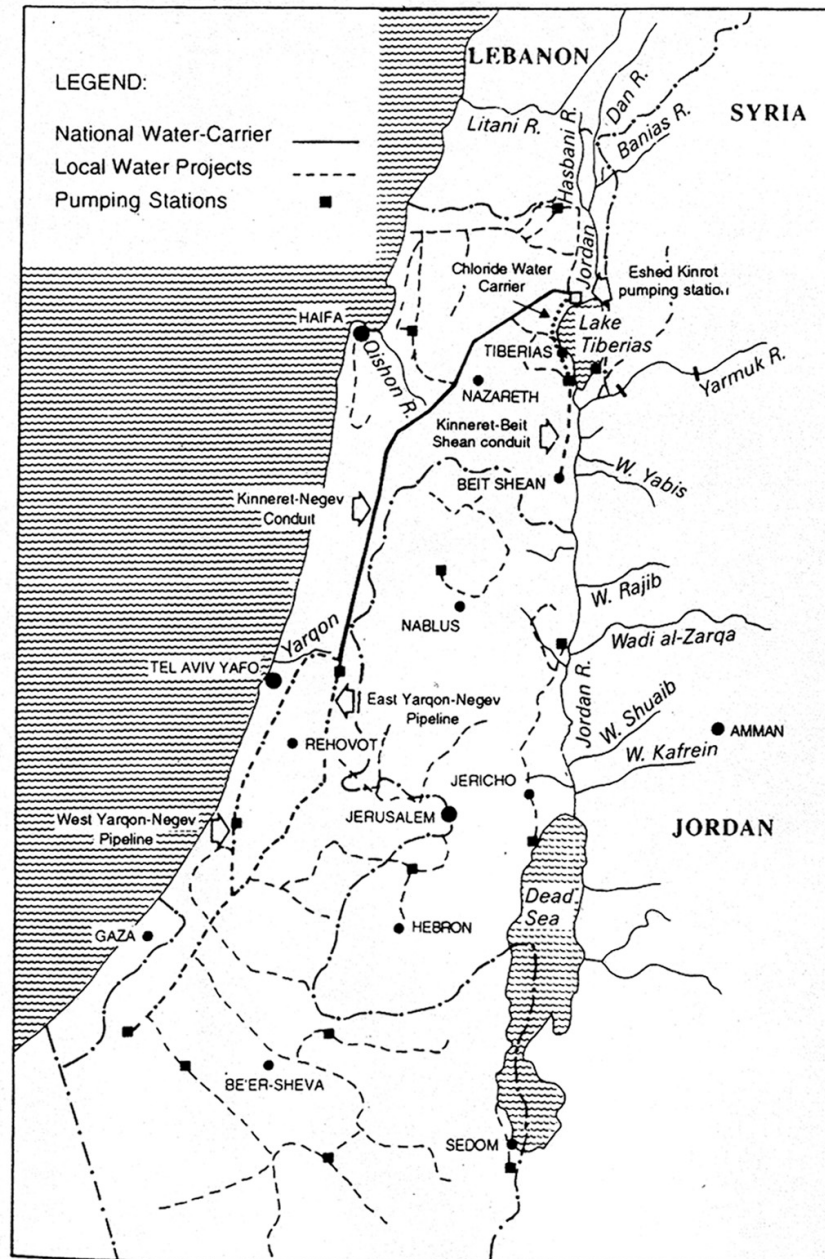 LEGEND:
National Water-Carrier
Local Water Projects
Pumping Stations
LEBANON
SYRIA
Litani R.
Hasbani R.
Dan R.
Banias R.
Jordan
Chloride Water
Carrier
Eshed Kinrot
pumping station
HAIFA
Qishon R.
Lake
Tiberias
TIBERIAS
NAZARETH
Yarmuk R.
Kinneret-Beit
Shean conduit
BEIT SHEAN
W. Yabis
Kinneret-Negev
Conduit
W. Rajib
NABLUS
Wadi al-Zarqa
Yarqon
TEL AVIV YAFO
East Yarqon-Negev
Pipeline
Jordan R.
W. Shuaib
AMMAN
REHOVOT
W. Kafrein
JERICHO
West Yarqon-Negev
Pipeline
JERUSALEM
JORDAN
Dead
Sea
GAZA
HEBRON
BE'ER-SHEVA
SEDOM